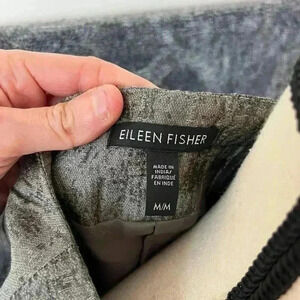 EILEEN FISHER
MADE IN
INDIA/
FABRIQUÉ
EN INDE
M/M